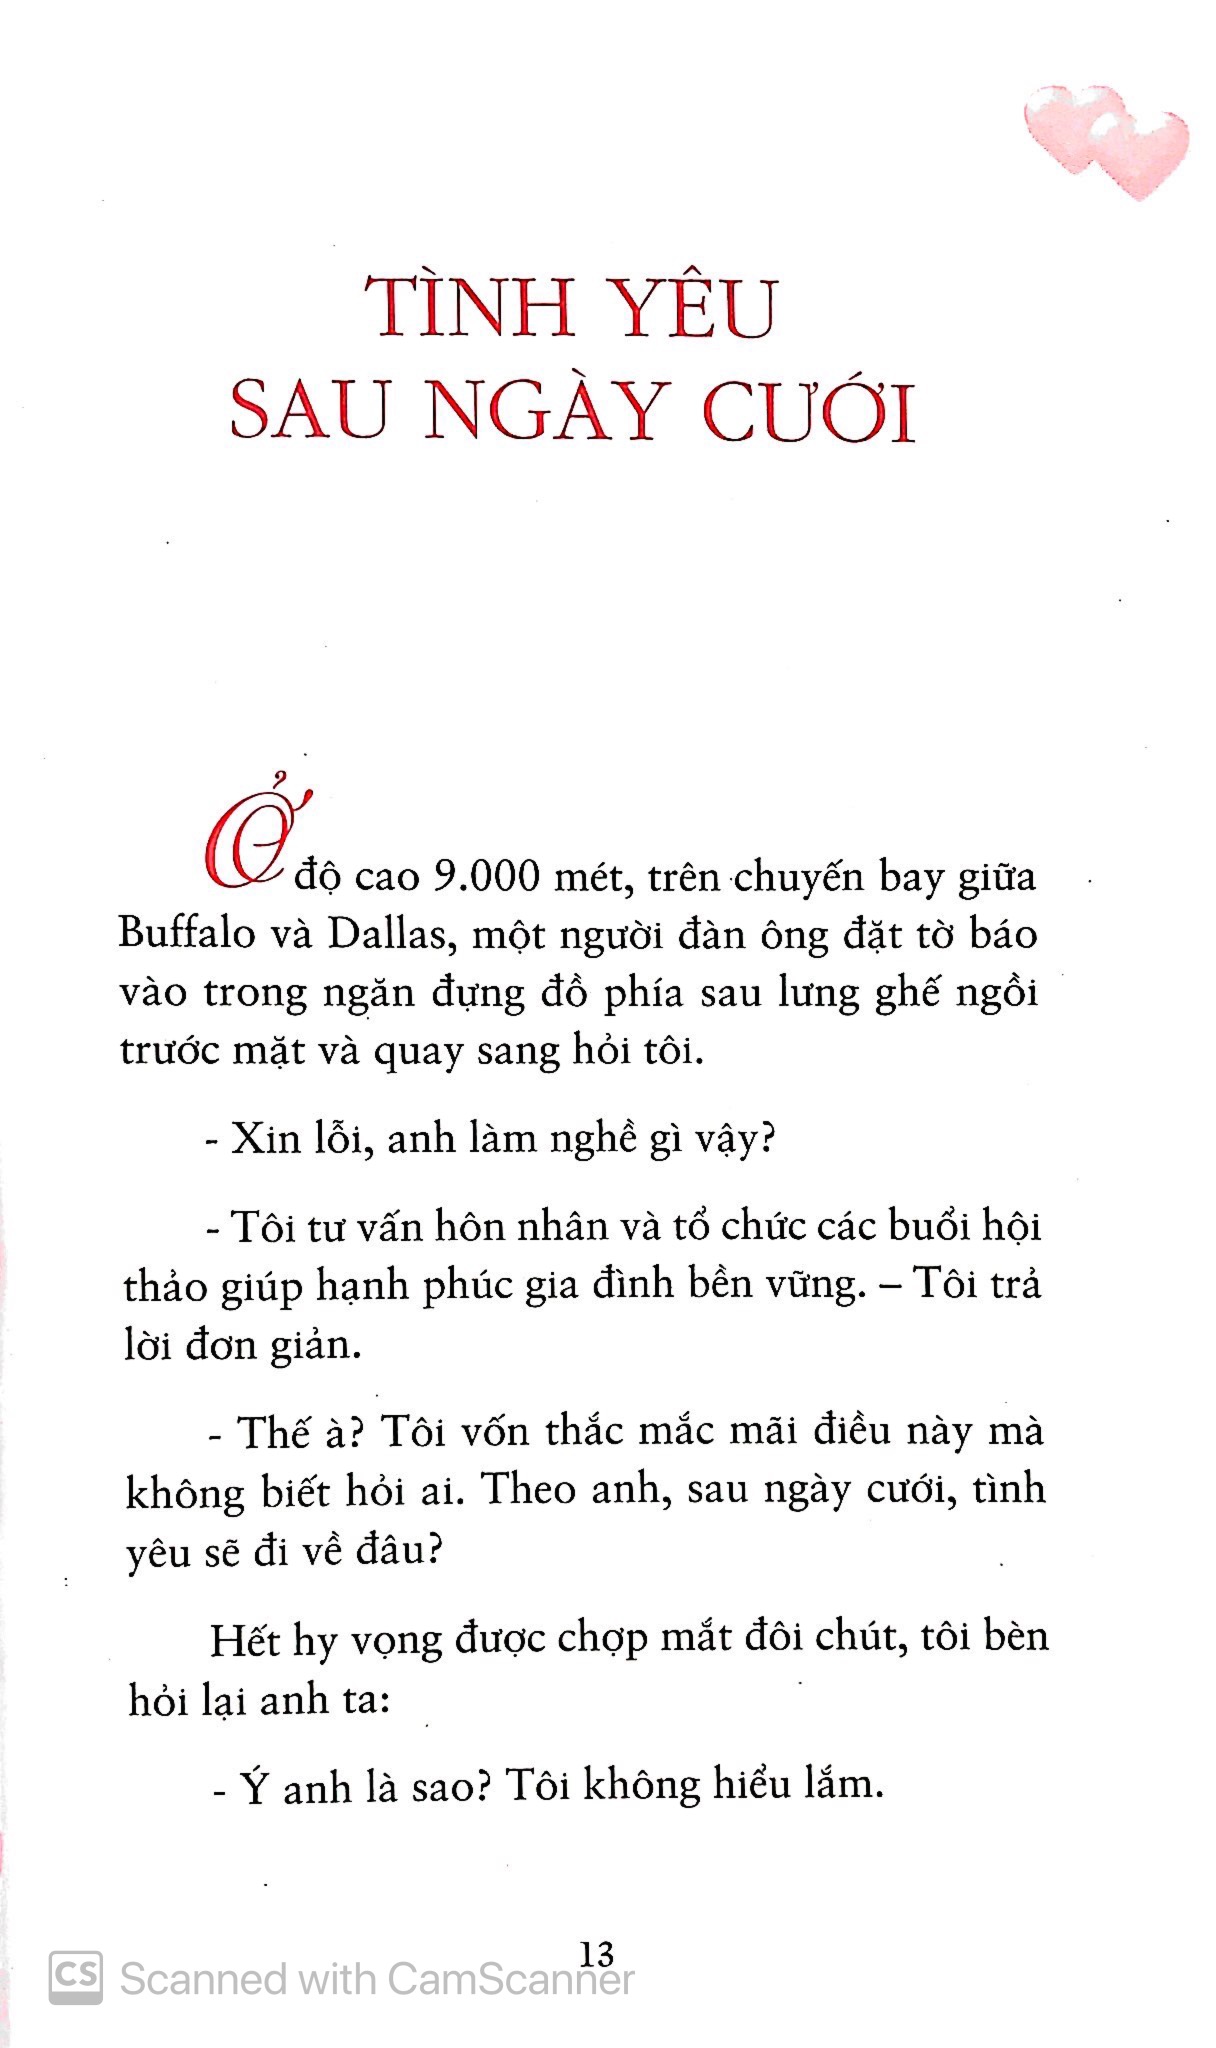 TÌNH YÊU
SAU NGÀY CƯỚI
Ở độ cao 9.000 mét, trên chuyến bay giữa
Buffalo và Dallas, một người đàn ông đặt tờ báo
vào trong ngăn đựng đồ phía sau lưng ghế ngồi
trước mặt và quay sang hỏi tôi.
- Xin lỗi, anh làm nghề gì vậy?
- Tôi tư vấn hôn nhân và tổ chức các buổi hội
thảo giúp hạnh phúc gia đình bền vững. – Tôi trả
lời đơn giản.
- Thế à? Tôi vốn thắc mắc mãi điều này mà
không biết hỏi ai. Theo anh, sau ngày cưới, tình
yêu sẽ đi về đâu?
Hết hy vọng được chợp mắt đôi chút, tôi bèn
hỏi lại anh ta:
- Ý anh là sao? Tôi không hiểu lắm.
13
CS Scanned with CamScanner